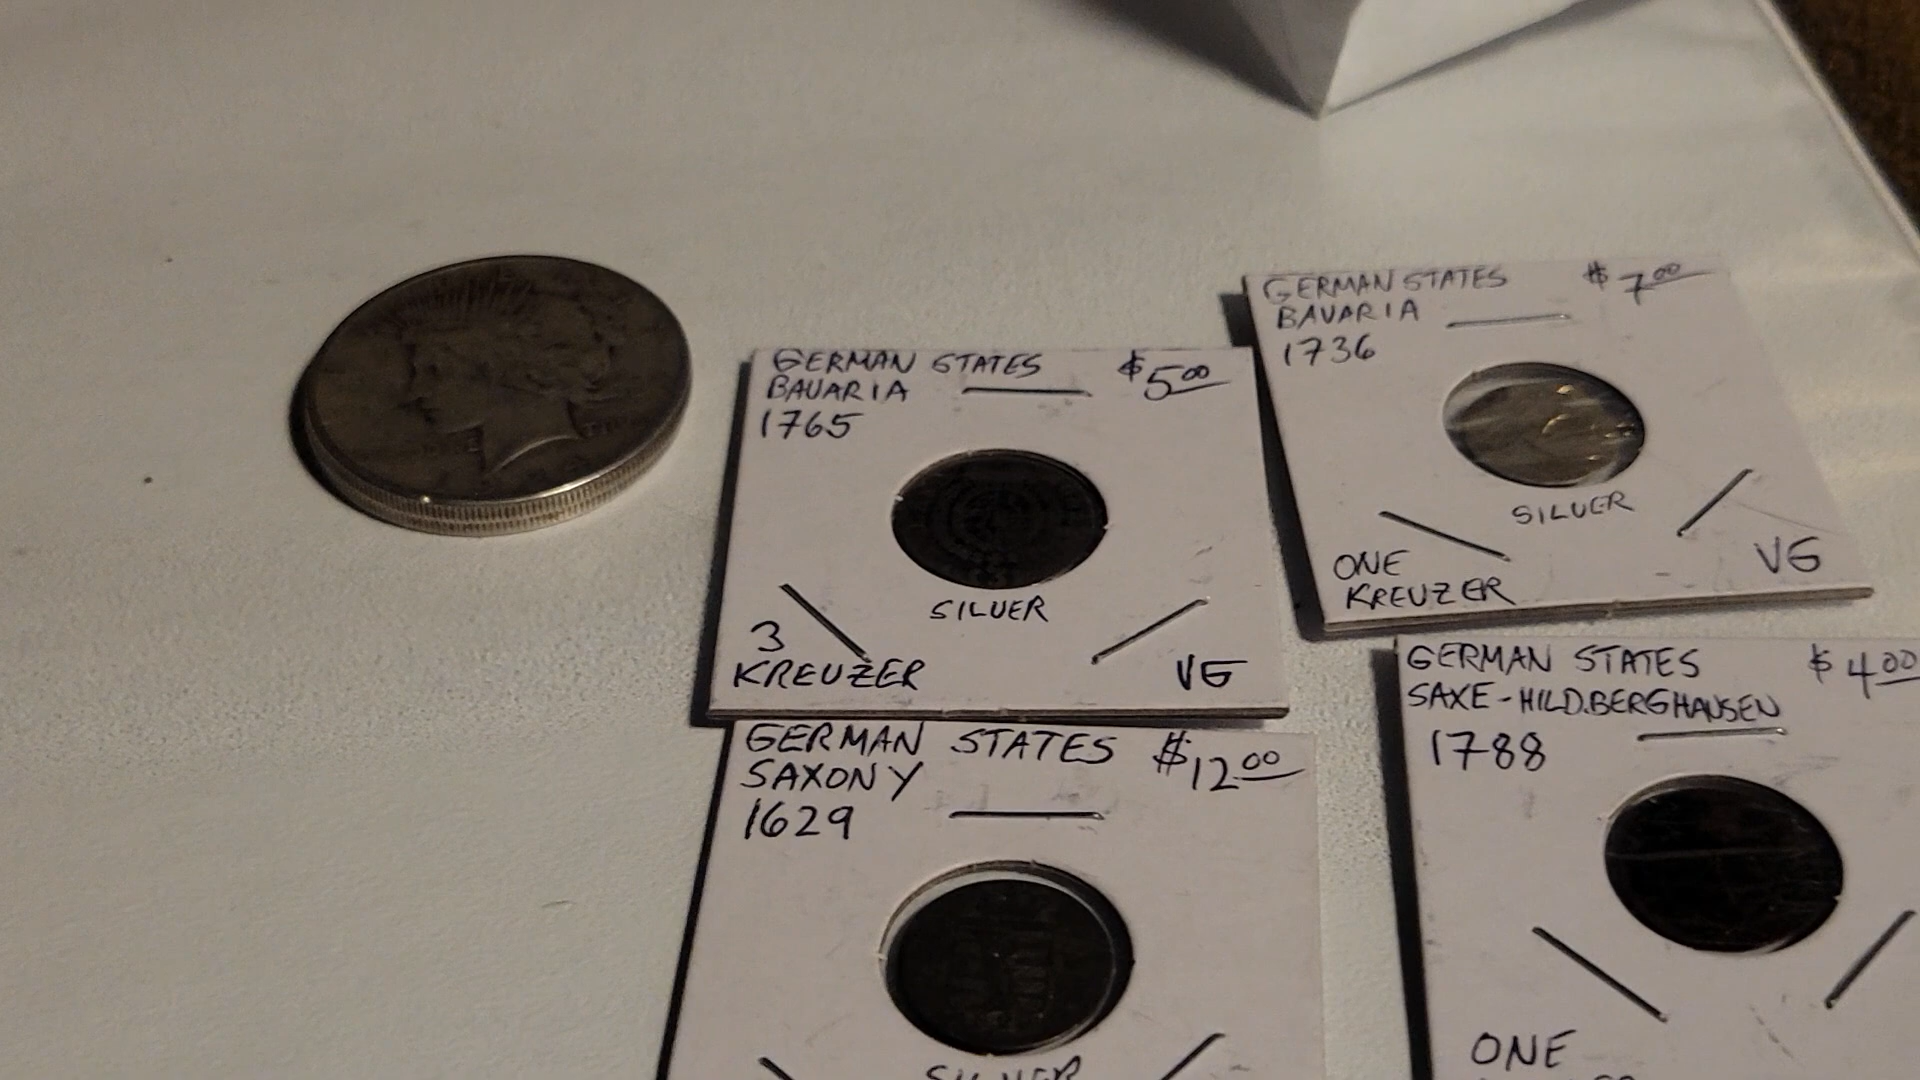 GERMAN STATES $5.00
BAVARIA
1765
SILVER
3
KREUZER VG
GERMAN STATES $7.00
BAVARIA
1736
SILVER
ONE
KREUZER VG
GERMAN STATES $12.00
SAXONY
1629
SILVER
GERMAN STATES $4.00
SAXE-HILD.BERGHAUSEN
1788
ONE